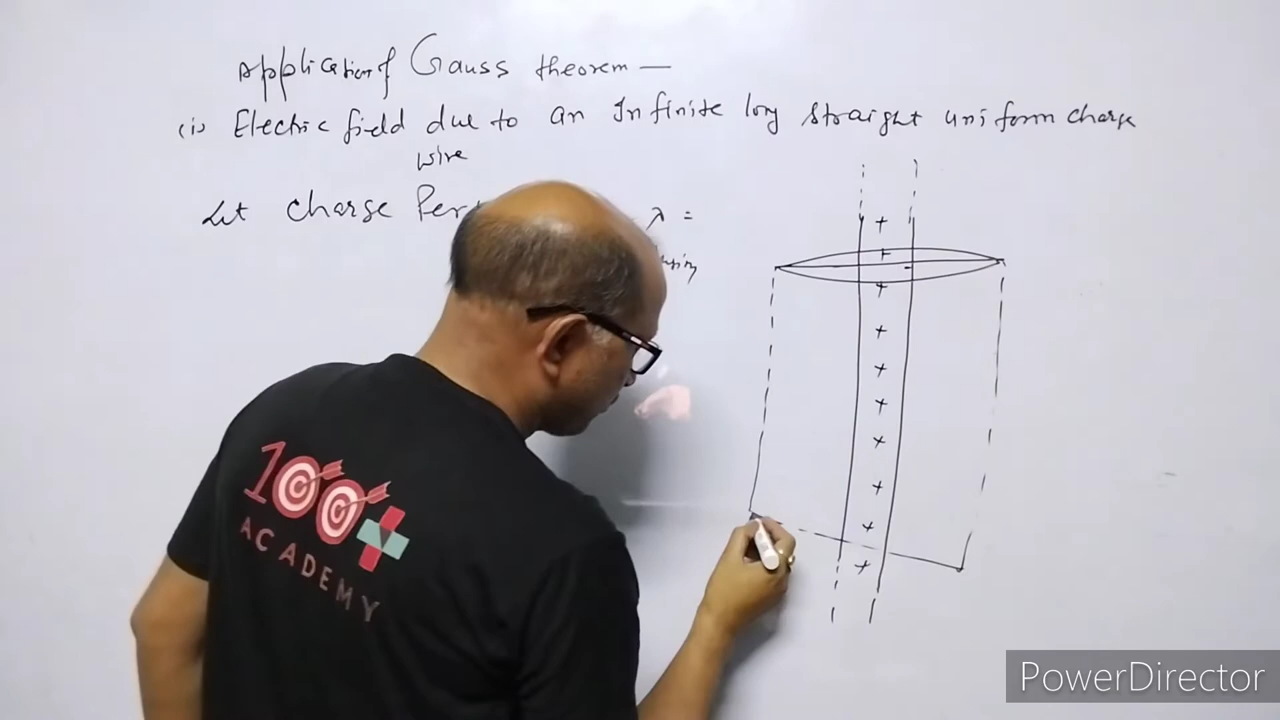 Application of Gauss theorem —
(i) Electric field due to an Infinite long straight uniform charge
wire
Let charge Per
λ =
100+
ACADEMY
PowerDirector